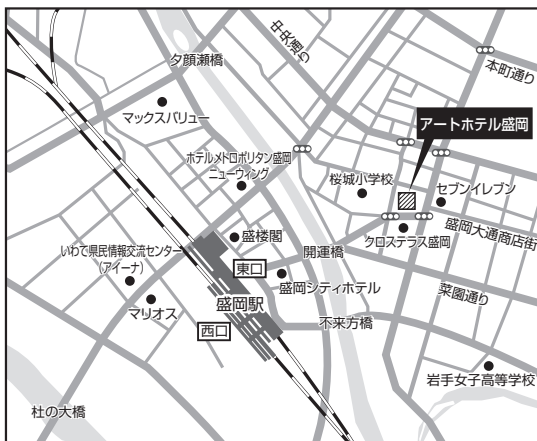 中央通り
夕顔瀬橋
本町通り
マックスバリュー
アートホテル盛岡
ホテルメトロポリタン盛岡
ニューウィング
桜城小学校
セブンイレブン
盛楼閣
開運橋
クロステラス盛岡
盛岡大通商店街
いわて県民情報交流センター
(アイーナ)
東口
盛岡シティホテル
菜園通り
マリオス
盛岡駅
西口
不来方橋
岩手女子高等学校
杜の大橋